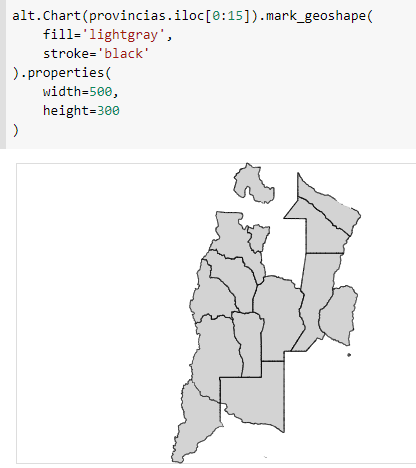 alt.Chart(provincias.iloc[0:15]).mark_geoshape(
    fill='lightgray',
    stroke='black'
).properties(
    width=500,
    height=300
)